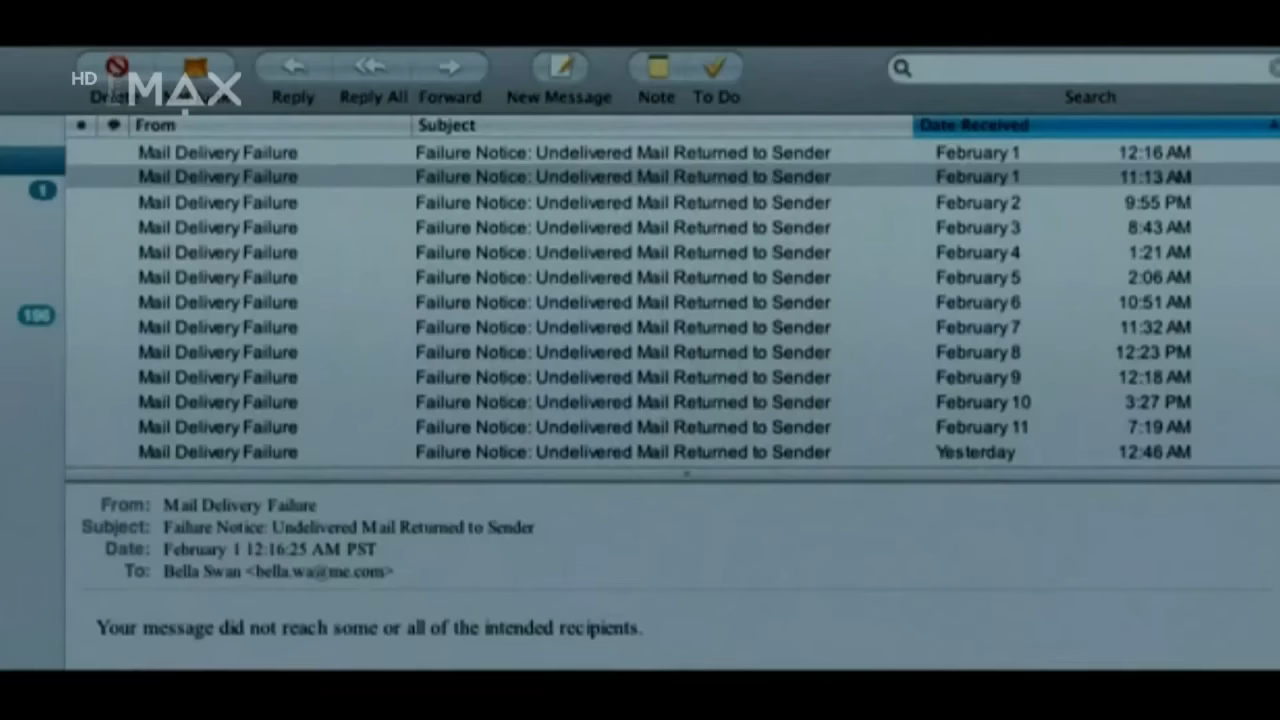 HD
MAX
Reply Reply All Forward New Message Note To Do Search
From Subject Date Received
Mail Delivery Failure Failure Notice: Undelivered Mail Returned to Sender February 1 12:16 AM
Mail Delivery Failure Failure Notice: Undelivered Mail Returned to Sender February 1 11:13 AM
1
Mail Delivery Failure Failure Notice: Undelivered Mail Returned to Sender February 2 9:55 PM
Mail Delivery Failure Failure Notice: Undelivered Mail Returned to Sender February 3 8:43 AM
Mail Delivery Failure Failure Notice: Undelivered Mail Returned to Sender February 4 1:21 AM
Mail Delivery Failure Failure Notice: Undelivered Mail Returned to Sender February 5 2:06 AM
Mail Delivery Failure Failure Notice: Undelivered Mail Returned to Sender February 6 10:51 AM
Mail Delivery Failure Failure Notice: Undelivered Mail Returned to Sender February 7 11:32 AM
Mail Delivery Failure Failure Notice: Undelivered Mail Returned to Sender February 8 12:23 PM
Mail Delivery Failure Failure Notice: Undelivered Mail Returned to Sender February 9 12:18 AM
Mail Delivery Failure Failure Notice: Undelivered Mail Returned to Sender February 10 3:27 PM
Mail Delivery Failure Failure Notice: Undelivered Mail Returned to Sender February 11 7:19 AM
Mail Delivery Failure Failure Notice: Undelivered Mail Returned to Sender Yesterday 12:46 AM
From: Mail Delivery Failure
Subject: Failure Notice: Undelivered Mail Returned to Sender
Date: February 1 12:16:25 AM PST
To: Bella Swan <bella.wa@me.com>
Your message did not reach some or all of the intended recipients.